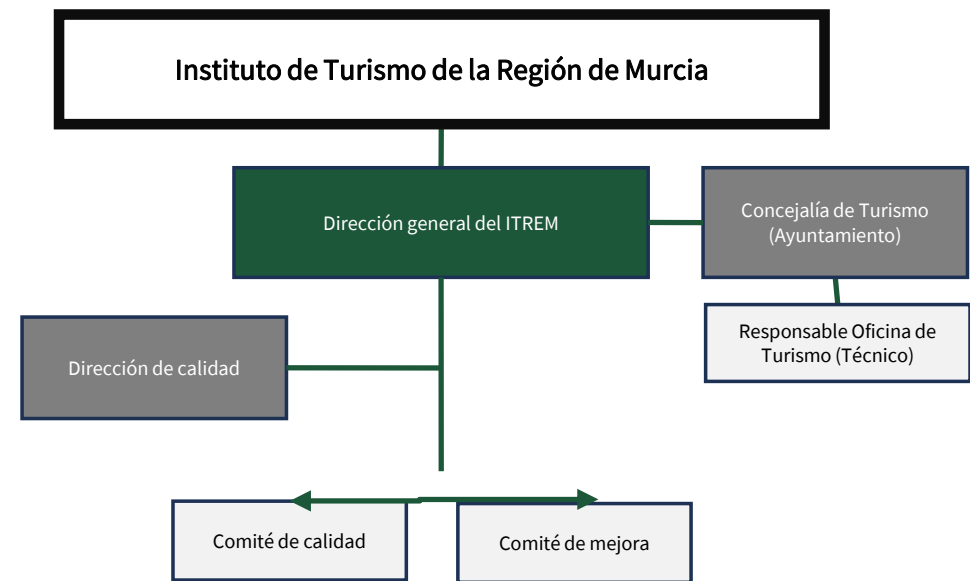 Instituto de Turismo de la Región de Murcia
Dirección general del ITREM
Concejalía de Turismo
(Ayuntamiento)
Responsable Oficina de
Turismo (Técnico)
Dirección de calidad
Comité de calidad
Comité de mejora